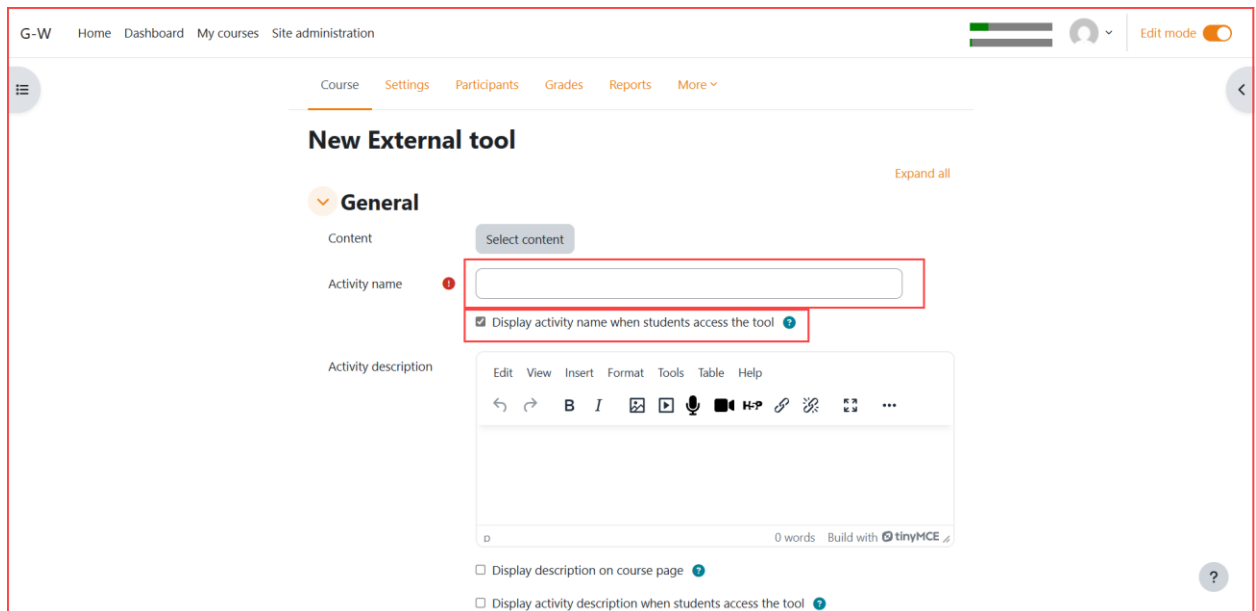 G-W Home Dashboard My courses Site administration Edit mode
Course Settings Participants Grades Reports More
New External tool
Expand all
General
Content Select content
Activity name !
Display activity name when students access the tool ?
Activity description
Edit View Insert Format Tools Table Help
B I H-P ...
p 0 words Build with tinyMCE
Display description on course page ?
?
Display activity description when students access the tool ?